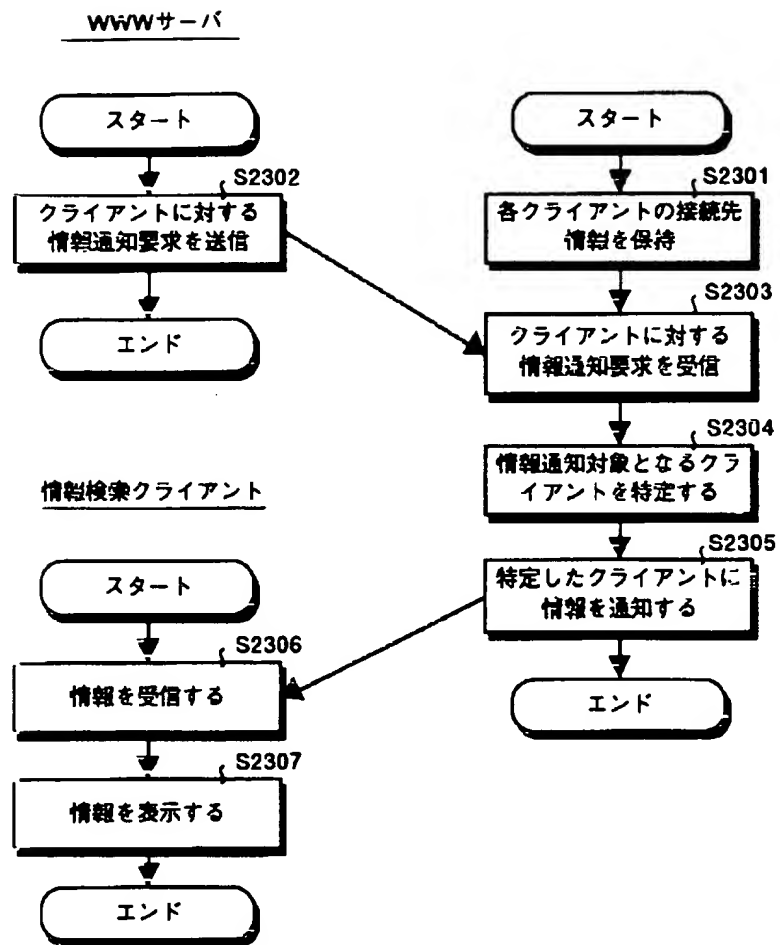 WWWサーバ
スタート
S2302
クライアントに対する
情報通知要求を送信
エンド
スタート
S2301
各クライアントの接続先
情報を保持
S2303
クライアントに対する
情報通知要求を受信
S2304
情報通知対象となるクラ
イアントを特定する
S2305
特定したクライアントに
情報を通知する
エンド
情報検索クライアント
スタート
S2306
情報を受信する
S2307
情報を表示する
エンド